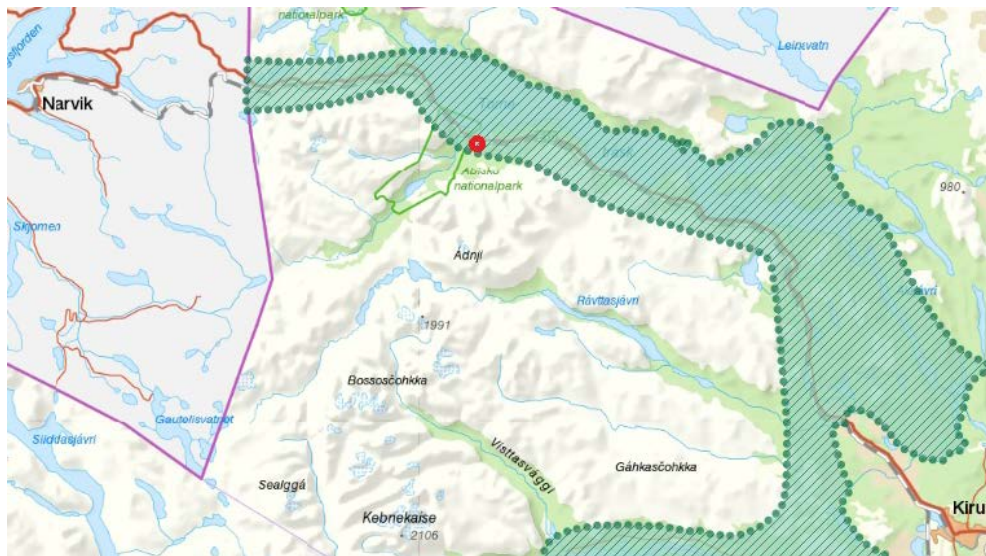 nationalpark
Leinavatn
Narvik
Abisko
nationalpark
980
Skjomen
Ádnji
Rávttasjávri
1991
Bossosčohkka
Gautelisvatnet
Siiddasjávri
Visttasvággi
Gáhkasčohkka
Sealggá
Kiru
Kebnekaise
2106